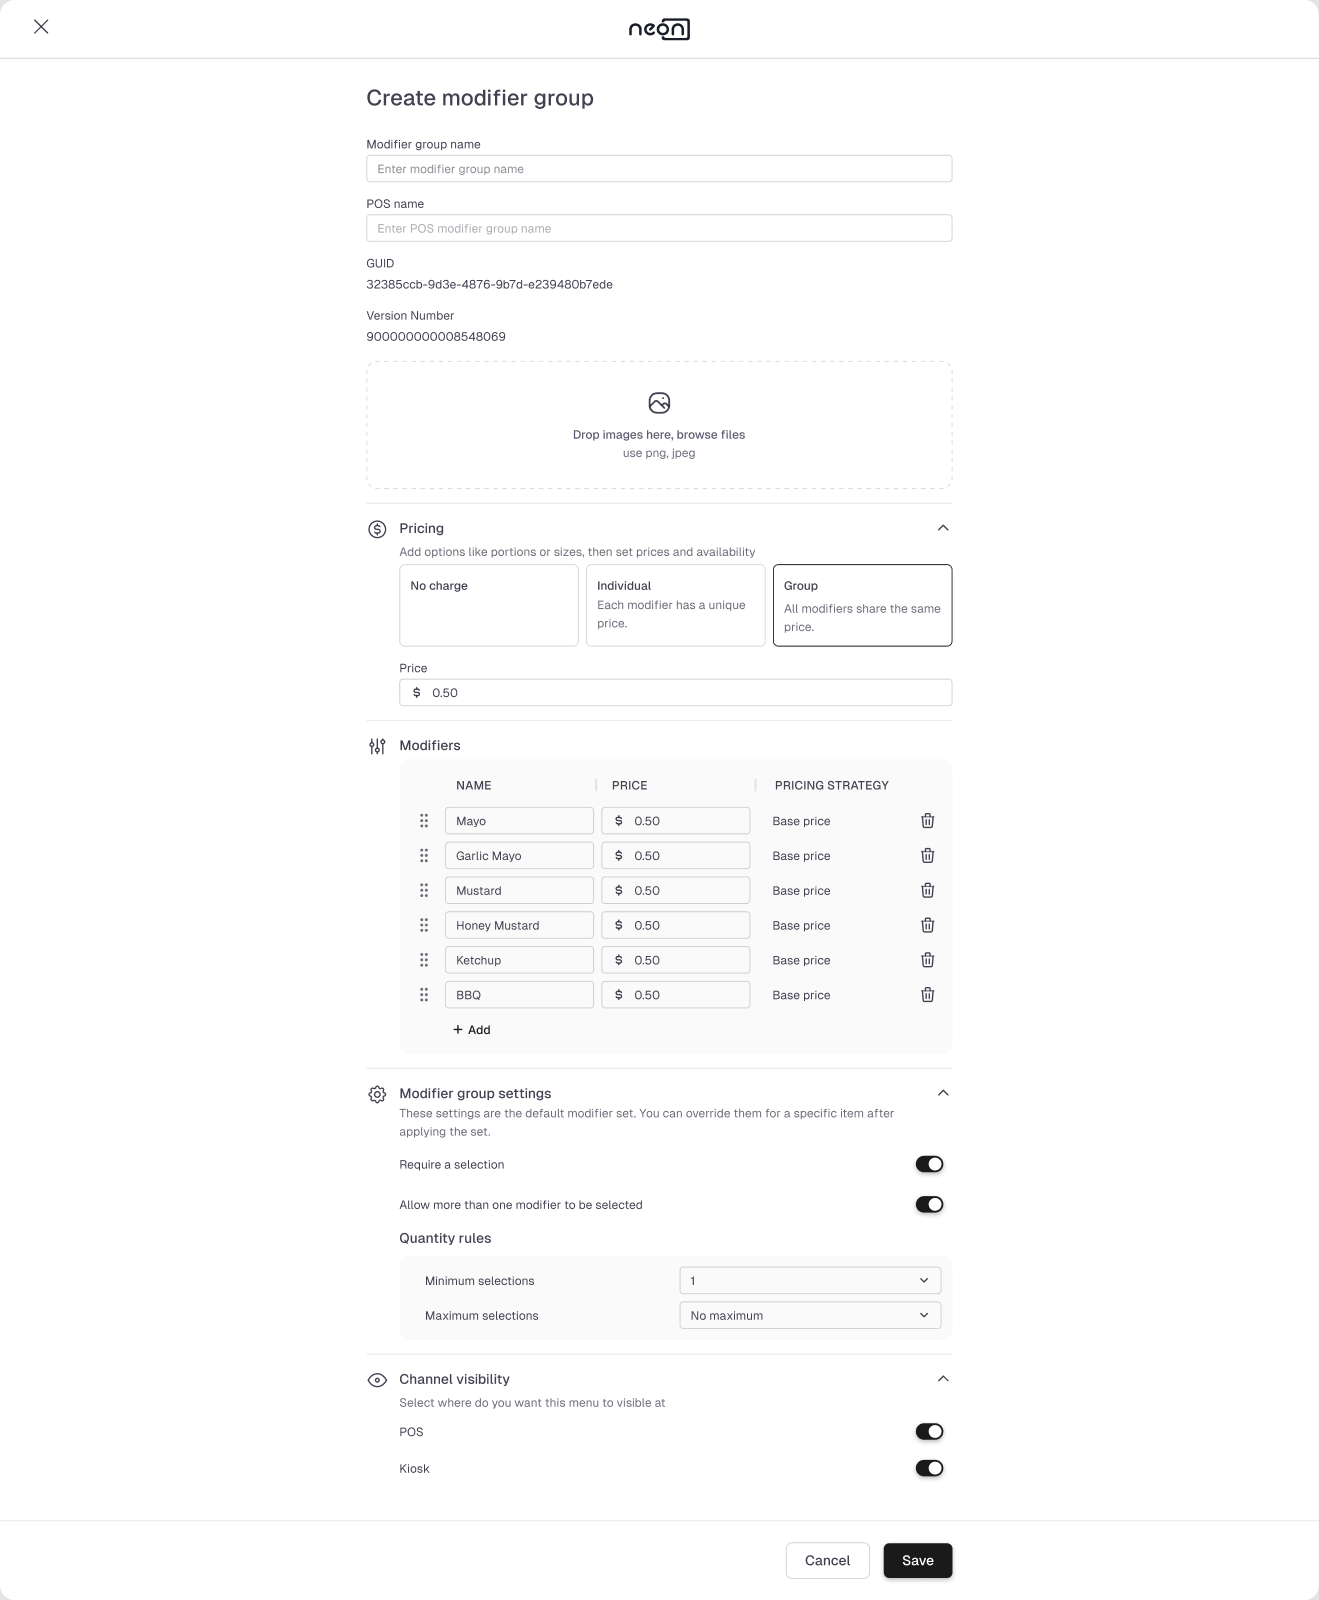 neon
Create modifier group
Modifier group name
Enter modifier group name
POS name
Enter POS modifier group name
GUID
32385ccb-9d3e-4876-9b7d-e239480b7ede
Version Number
900000000008548069
Drop images here, browse files
use png, jpeg
Pricing
Add options like portions or sizes, then set prices and availability
No charge
Individual
Each modifier has a unique
price.
Group
All modifiers share the same
price.
Price
$ 0.50
Modifiers
NAME PRICE PRICING STRATEGY
Mayo $ 0.50 Base price
Garlic Mayo $ 0.50 Base price
Mustard $ 0.50 Base price
Honey Mustard $ 0.50 Base price
Ketchup $ 0.50 Base price
BBQ $ 0.50 Base price
+ Add
Modifier group settings
These settings are the default modifier set. You can override them for a specific item after
applying the set.
Require a selection
Allow more than one modifier to be selected
Quantity rules
Minimum selections 1
Maximum selections No maximum
Channel visibility
Select where do you want this menu to visible at
POS
Kiosk
Cancel Save